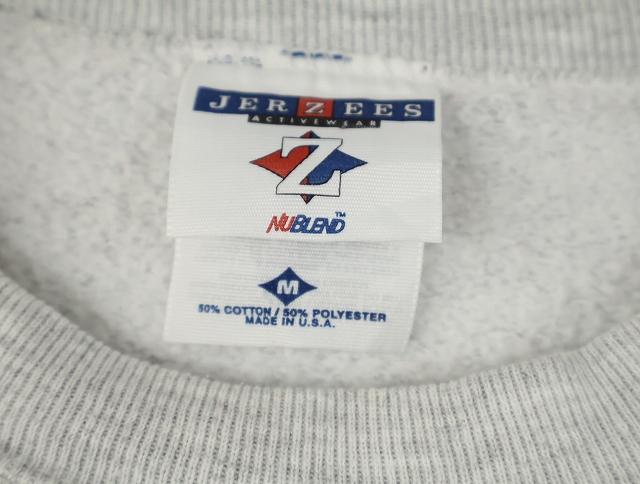 JERZEES
ACTIVEWEAR
Z
NUBLEND™
M
50% COTTON / 50% POLYESTER
MADE IN U.S.A.